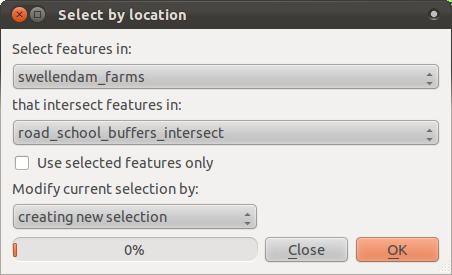 Select by location
Select features in:
swellendam_farms
that intersect features in:
road_school_buffers_intersect
Use selected features only
Modify current selection by:
creating new selection
0%
Close
OK